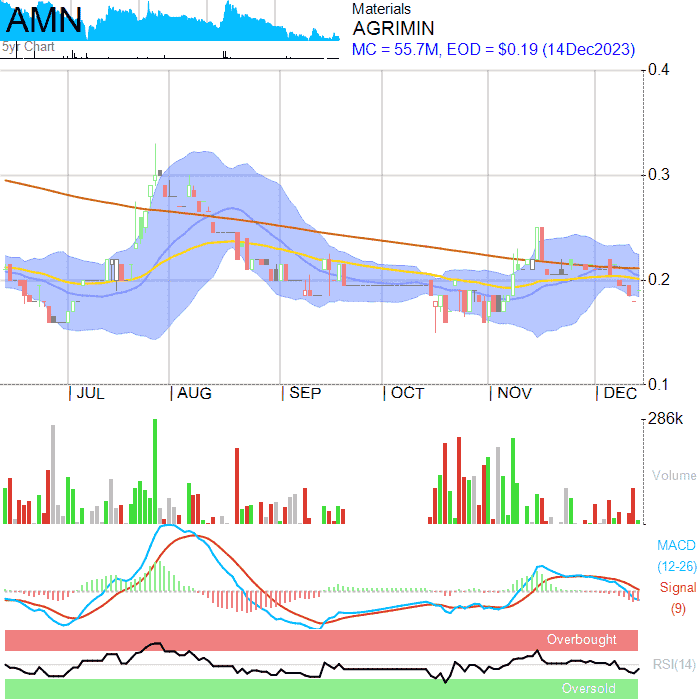 AMN
5yr Chart
Materials
AGRIMIN
MC = 55.7M, EOD = $0.19 (14Dec2023)
0.4
0.3
0.2
0.1
JUL AUG SEP OCT NOV DEC
286k
Volume
MACD
(12-26)
Signal
(9)
Overbought
RSI(14)
Oversold